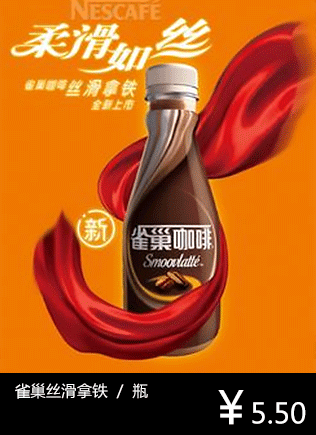 NESCAFÉ
柔滑如丝
雀巢咖啡 丝滑拿铁
全新上市
新
雀巢咖啡
Smoovlatté
雀巢丝滑拿铁 / 瓶
¥5.50